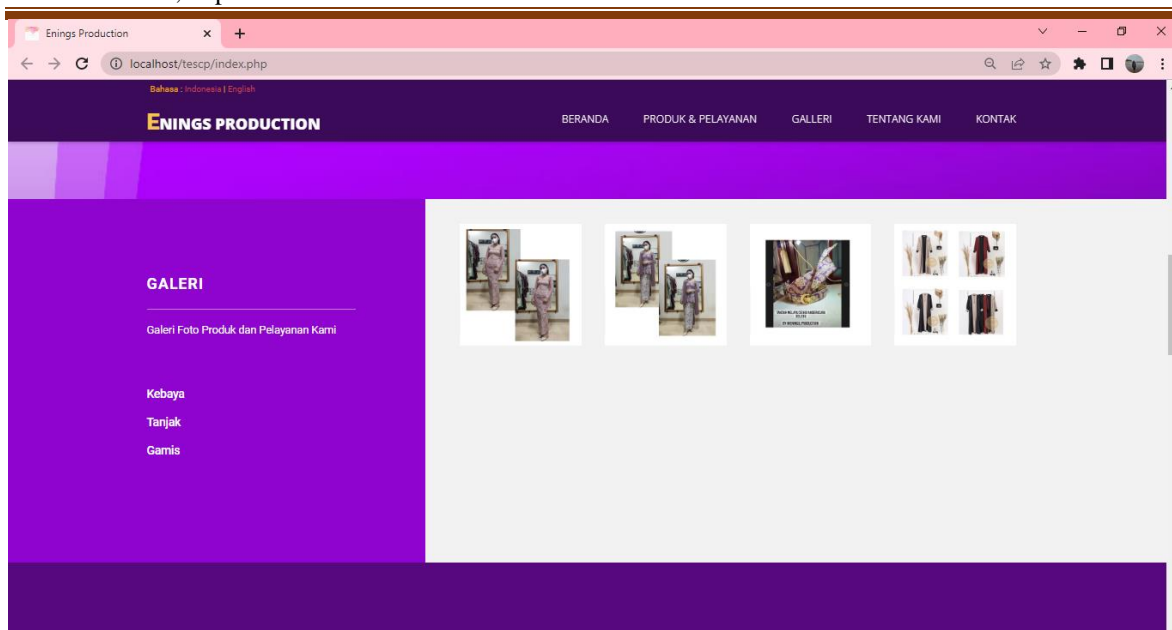 Enings Production
localhost/tescp/index.php
Bahasa : Indonesia | English
ENINGS PRODUCTION
BERANDA PRODUK & PELAYANAN GALLERI TENTANG KAMI KONTAK
GALERI
Galeri Foto Produk dan Pelayanan Kami
Kebaya
Tanjak
Gamis